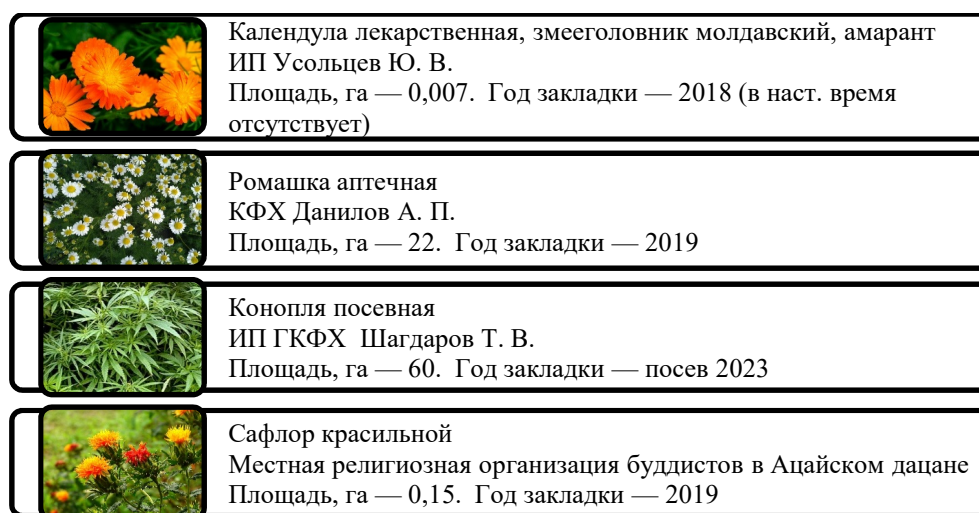 Календула лекарственная, змееголовник молдавский, амарант
ИП Усольцев Ю. В.
Площадь, га — 0,007.  Год закладки — 2018 (в наст. время
отсутствует)
Ромашка аптечная
КФХ Данилов А. П.
Площадь, га — 22.  Год закладки — 2019
Конопля посевная
ИП ГКФХ  Шагдаров Т. В.
Площадь, га — 60.  Год закладки — посев 2023
Сафлор красильной
Местная религиозная организация буддистов в Ацайском дацане
Площадь, га — 0,15.  Год закладки — 2019